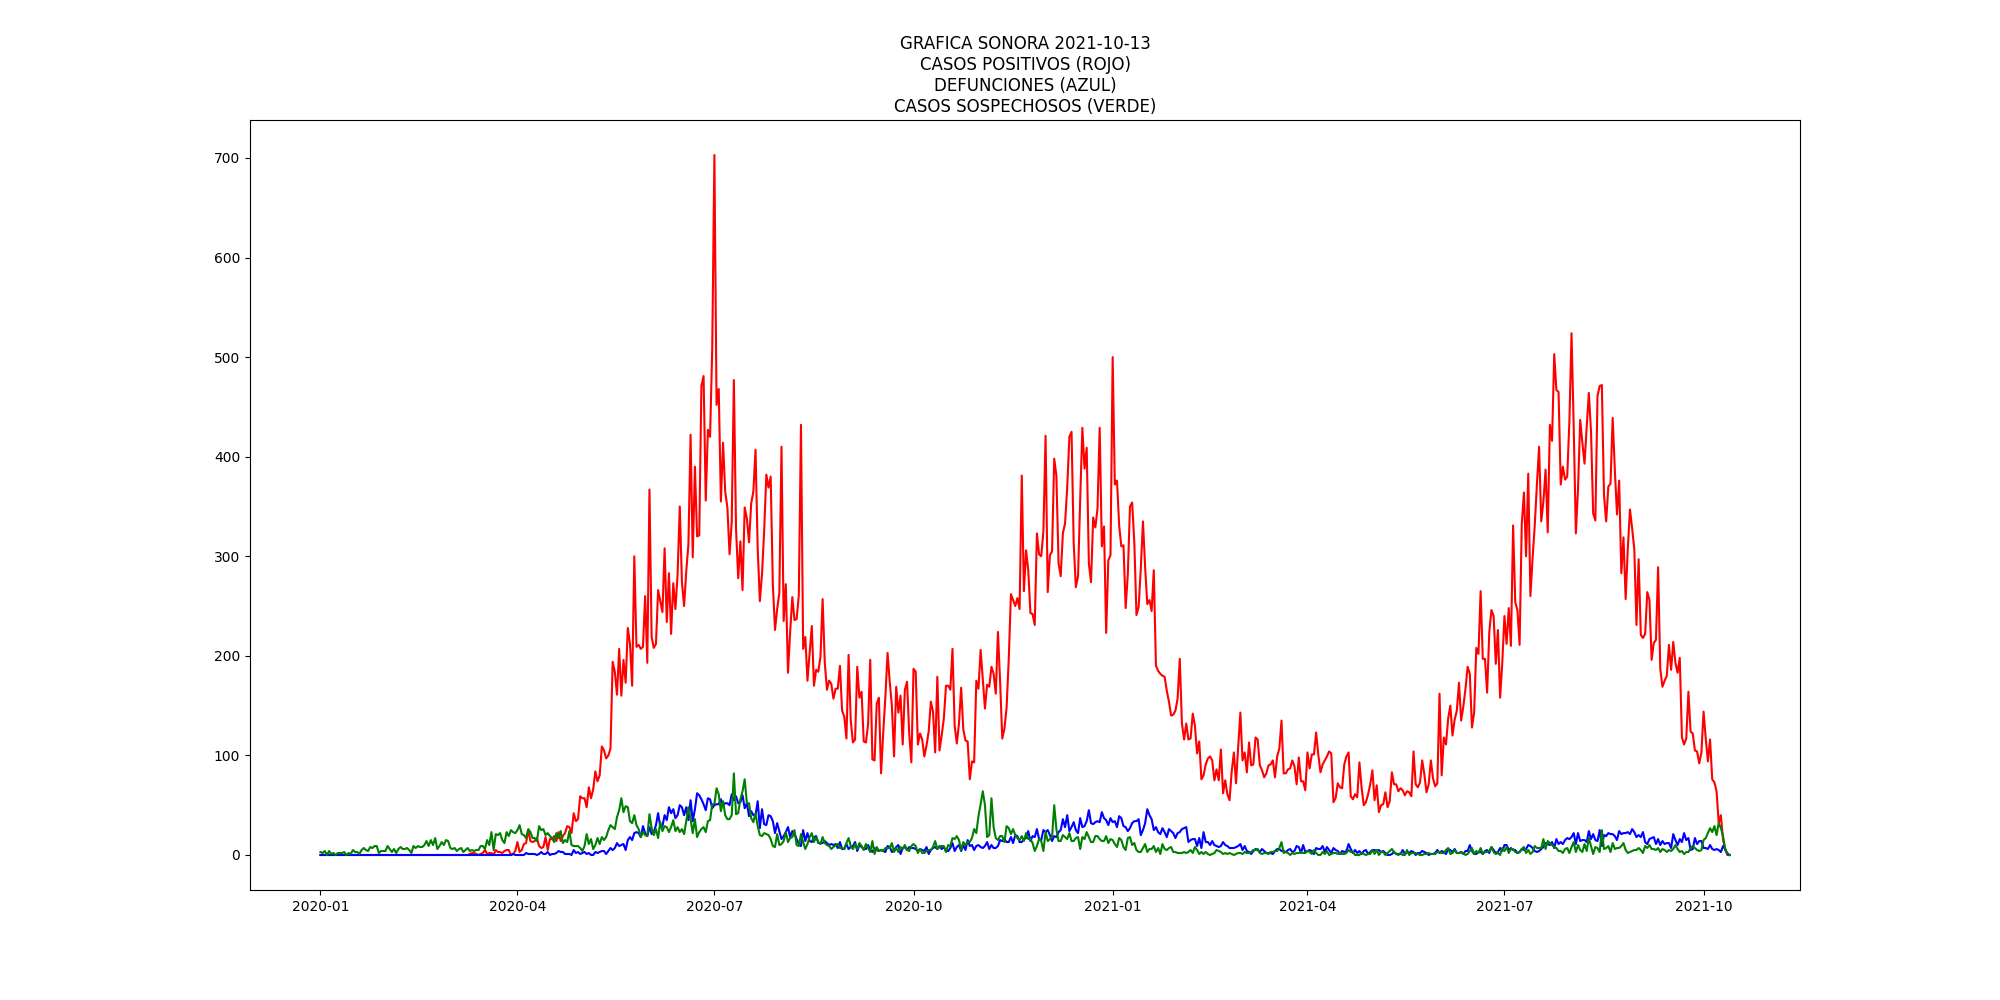 GRAFICA SONORA 2021-10-13
CASOS POSITIVOS (ROJO)
DEFUNCIONES (AZUL)
CASOS SOSPECHOSOS (VERDE)
700
600
500
400
300
200
100
0
2020-01 2020-04 2020-07 2020-10 2021-01 2021-04 2021-07 2021-10